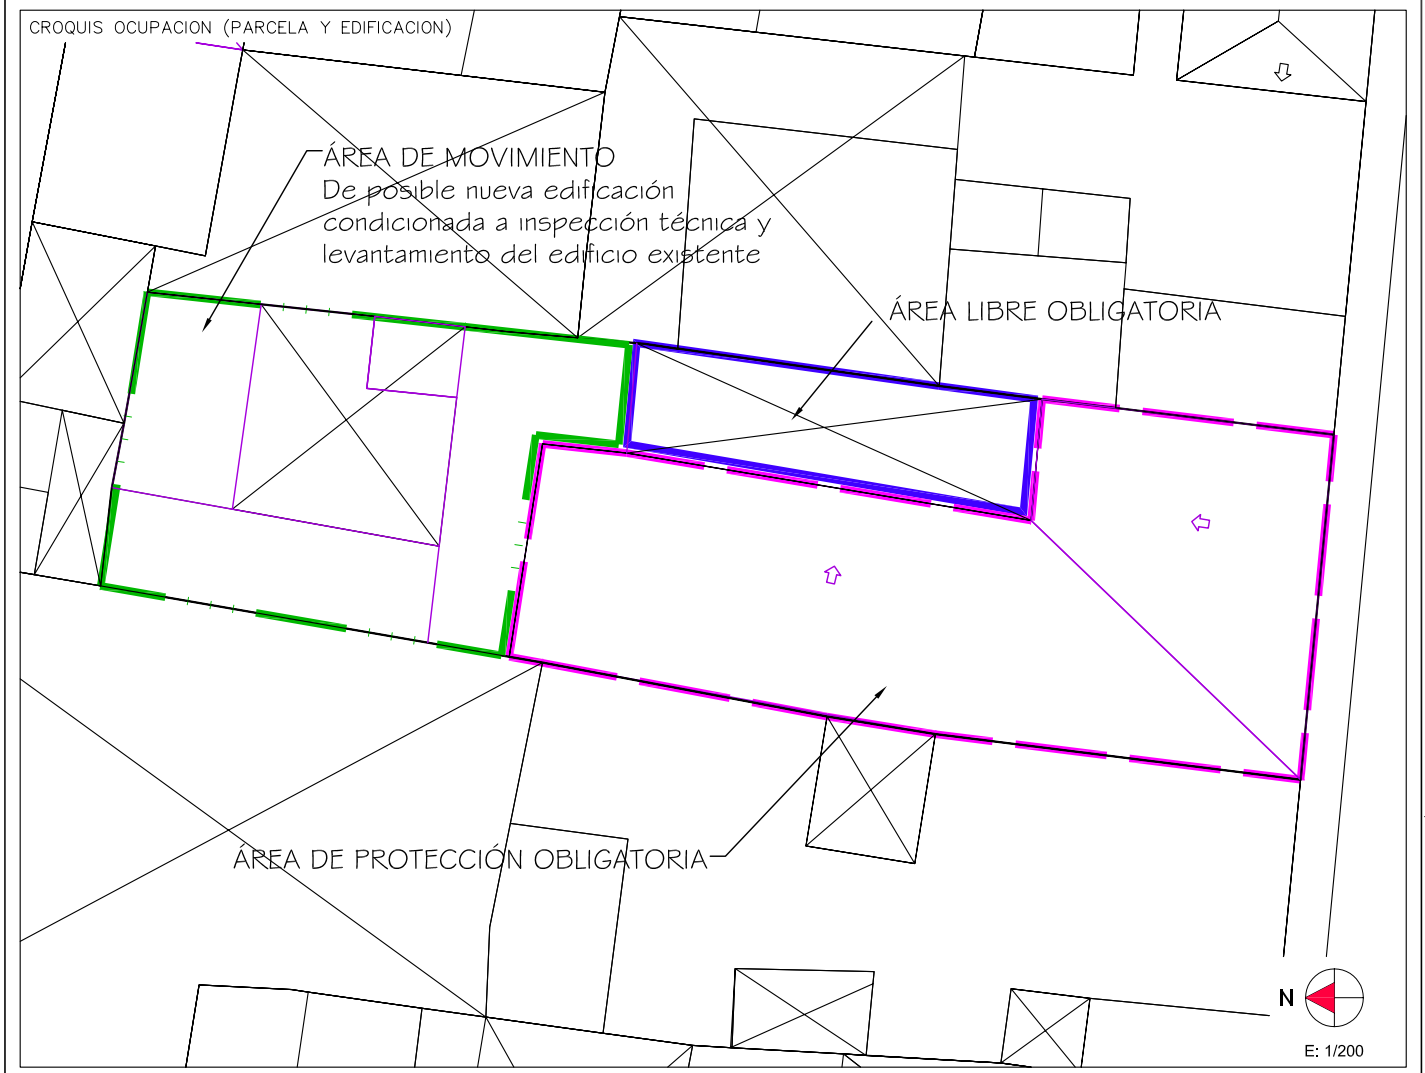 CROQUIS OCUPACION (PARCELA Y EDIFICACION)
ÁREA DE MOVIMIENTO
De posible nueva edificación
condicionada a inspección técnica y
levantamiento del edificio existente
ÁREA LIBRE OBLIGATORIA
ÁREA DE PROTECCIÓN OBLIGATORIA
N
E: 1/200